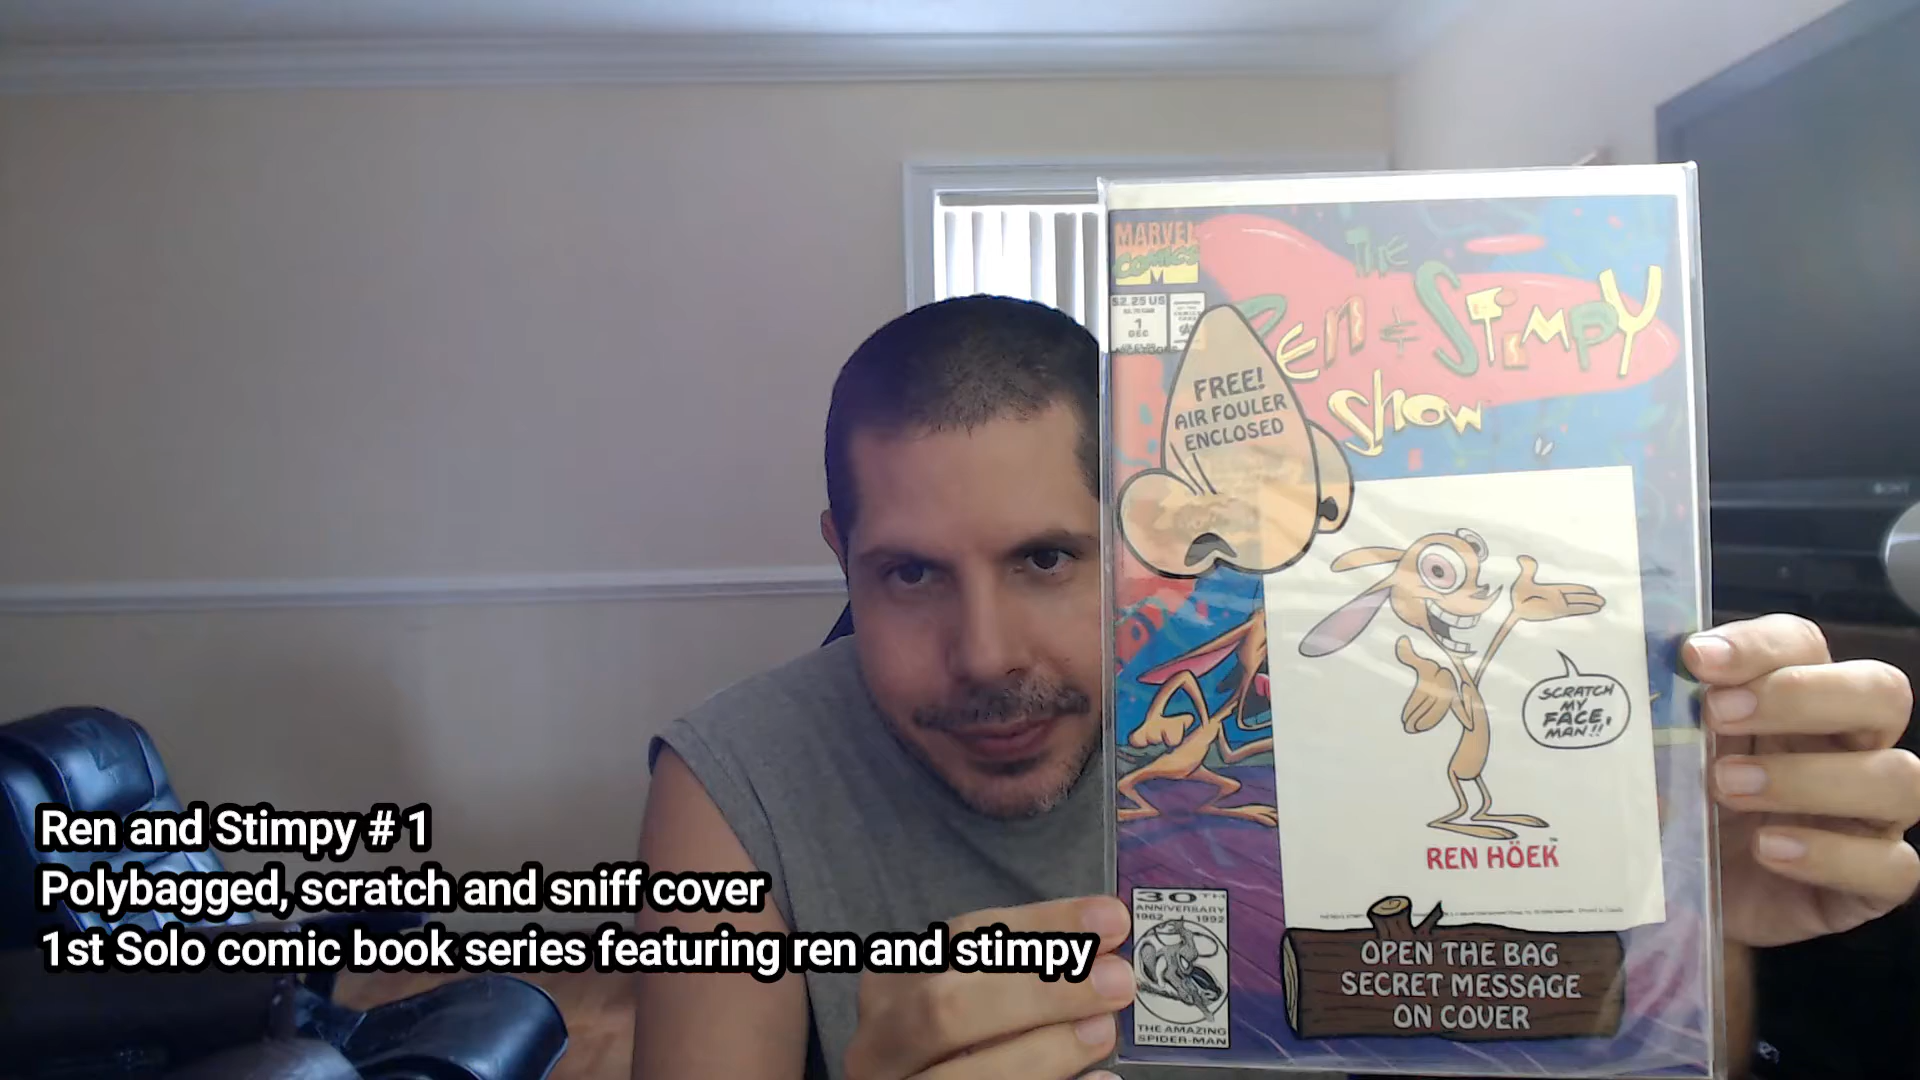 MARVEL
COMICS
M
$2.25 US
1
DEC
THE
Ren & Stimpy
Show
FREE!
AIR FOULER
ENCLOSED
SCRATCH
MY
FACE,
MAN!!
REN HÖEK
30TH
ANNIVERSARY
1962 1992
THE AMAZING
SPIDER-MAN
OPEN THE BAG
SECRET MESSAGE
ON COVER
Ren and Stimpy # 1
Polybagged, scratch and sniff cover
1st Solo comic book series featuring ren and stimpy